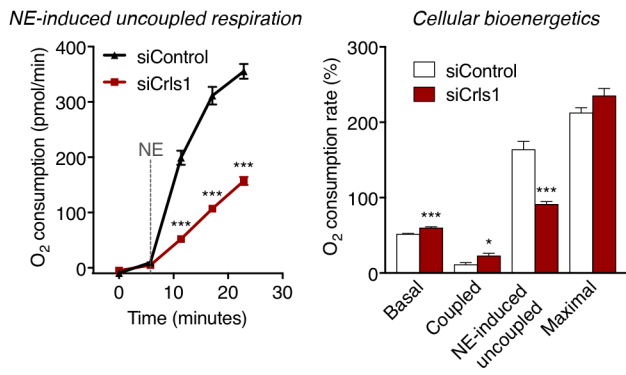 NE-induced uncoupled respiration
O2 consumption (pmol/min)
400
300
200
100
0
siControl
siCrls1
NE
***
***
***
0
10
20
30
Time (minutes)
Cellular bioenergetics
O2 consumption rate (%)
300
200
100
0
siControl
siCrls1
***
*
***
Basal
Coupled
NE-induced
uncoupled
Maximal